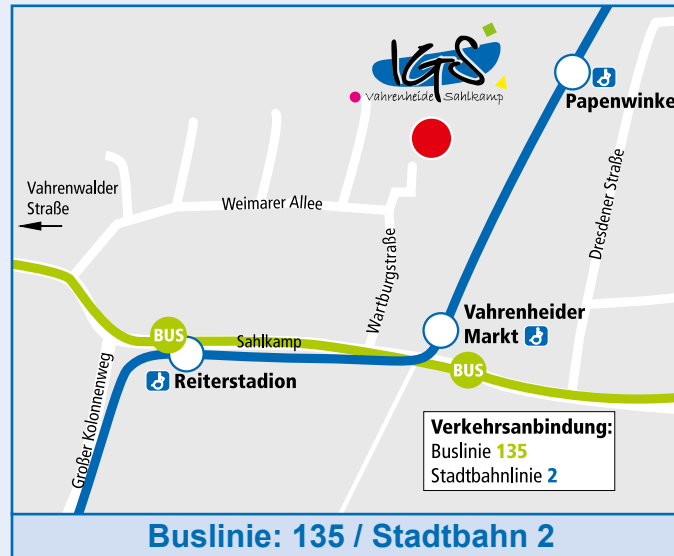 IGS
Vahrenheide Sahlkamp
Papenwinke
Vahrenwalder
Straße
Weimarer Allee
Dresdener Straße
Wartburgstraße
Vahrenheider
Markt
BUS
Sahlkamp
BUS
Reiterstadion
Großer Kolonnenweg
Verkehrsanbindung:
Buslinie 135
Stadtbahnlinie 2
Buslinie: 135 / Stadtbahn 2